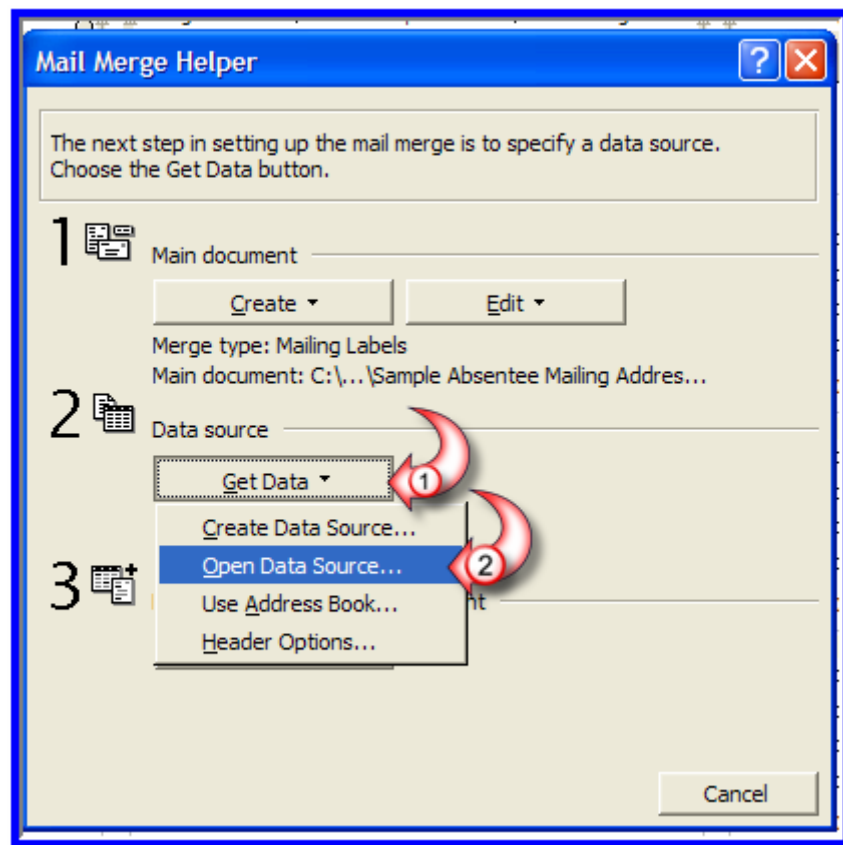 Mail Merge Helper
The next step in setting up the mail merge is to specify a data source.
Choose the Get Data button.
1
Main document
Create Edit
Merge type: Mailing Labels
Main document: C:\...\Sample Absentee Mailing Addres...
2
Data source
Get Data 1
Create Data Source...
Open Data Source... 2
3
Use Address Book...
Header Options...
Cancel